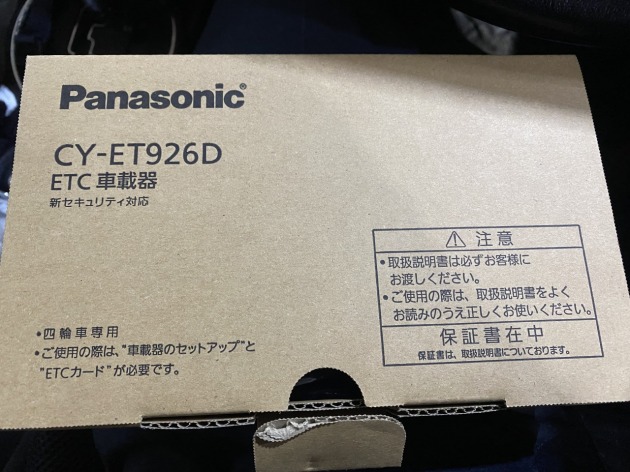 Panasonic®
CY-ET926D
ETC 車載器
新セキュリティ対応
⚠ 注意
・取扱説明書は必ずお客様に
お渡しください。
・ご使用の際は、取扱説明書をよく
お読みのうえ正しくお使いください。
保証書在中
保証書は、取扱説明書についております。
・四輪車専用
・ご使用の際は、"車載器のセットアップ"と
"ETCカード"が必要です。